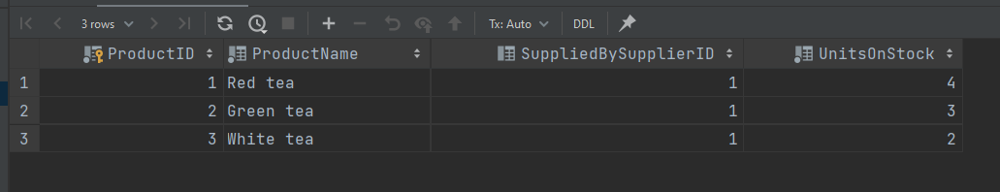 3 rows Tx: Auto DDL
ProductID ProductName SuppliedBySupplierID UnitsOnStock
1 1 Red tea 1 4
2 2 Green tea 1 3
3 3 White tea 1 2